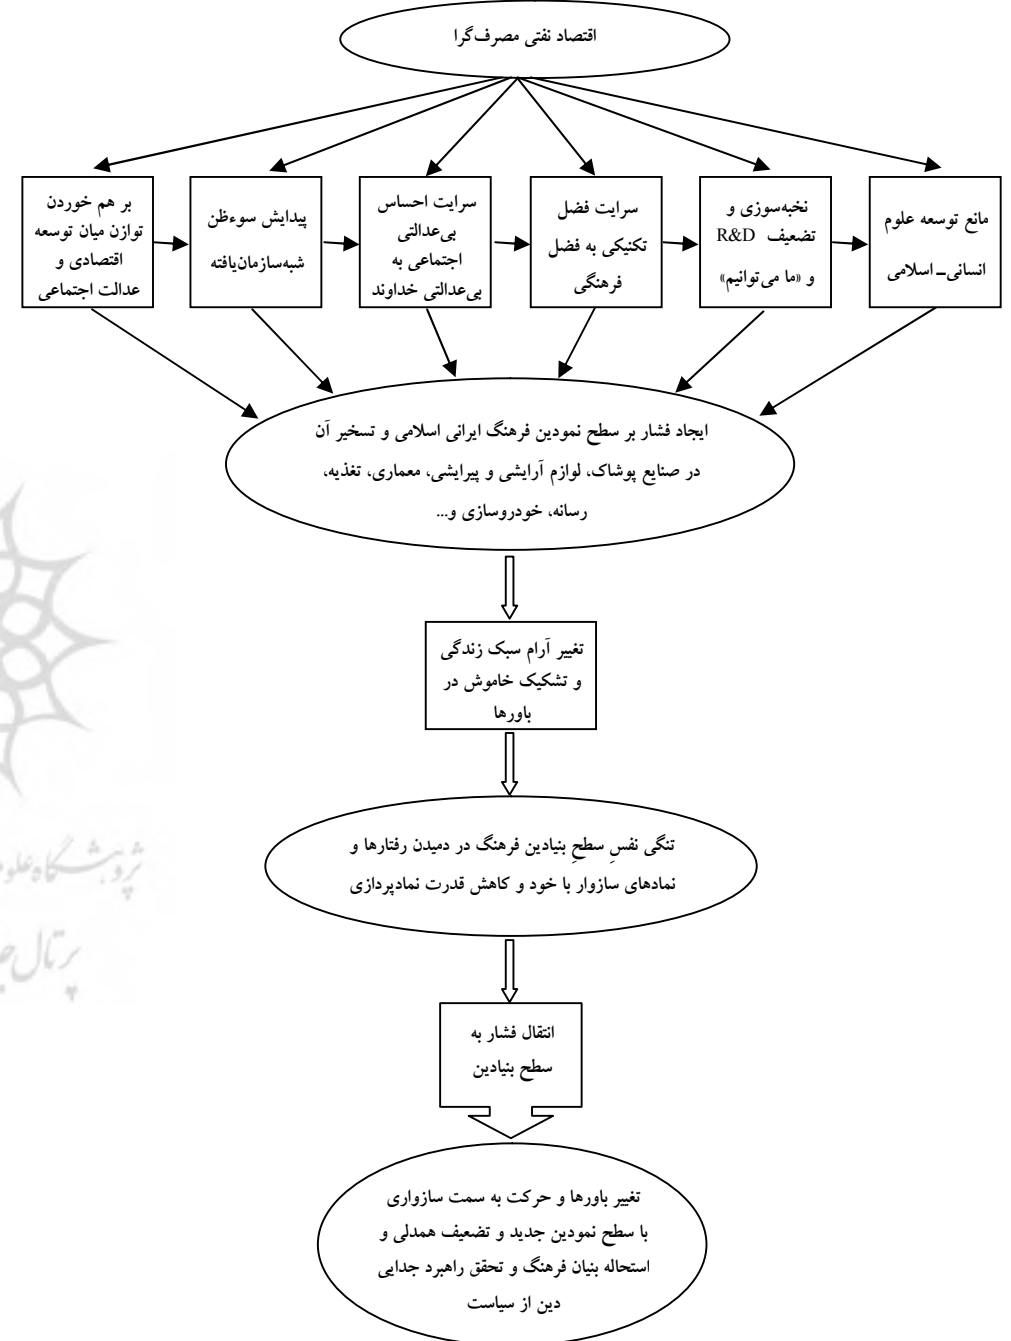 اقتصاد نفتی مصرف‌گرا
مانع توسعه علوم
انسانی ـ اسلامی
نخبه‌سوزی و
تضعیف R&D
و «ما می‌توانیم»
سرایت فضل
تکنیکی به فضل
فرهنگی
سرایت احساس
بی‌عدالتی
اجتماعی به
بی‌عدالتی خداوند
پیدایش سوءظن
شبه‌سازمان‌یافته
بر هم خوردن
توازن میان توسعه
اقتصادی و
عدالت اجتماعی
ایجاد فشار بر سطح نمودین فرهنگ ایرانی اسلامی و تسخیر آن
در صنایع پوشاک، لوازم آرایشی و پیرایشی، معماری، تغذیه،
رسانه، خودروسازی و...
تغییر آرام سبک زندگی
و تشکیک خاموش در
باورها
تنگی نفسِ سطحِ بنیادین فرهنگ در دمیدن رفتارها و
نمادهای سازوار با خود و کاهش قدرت نمادپردازی
انتقال فشار به
سطح بنیادین
تغییر باورها و حرکت به سمت سازواری
با سطح نمودین جدید و تضعیف همدلی و
استحاله بنیان فرهنگ و تحقق راهبرد جدایی
دین از سیاست